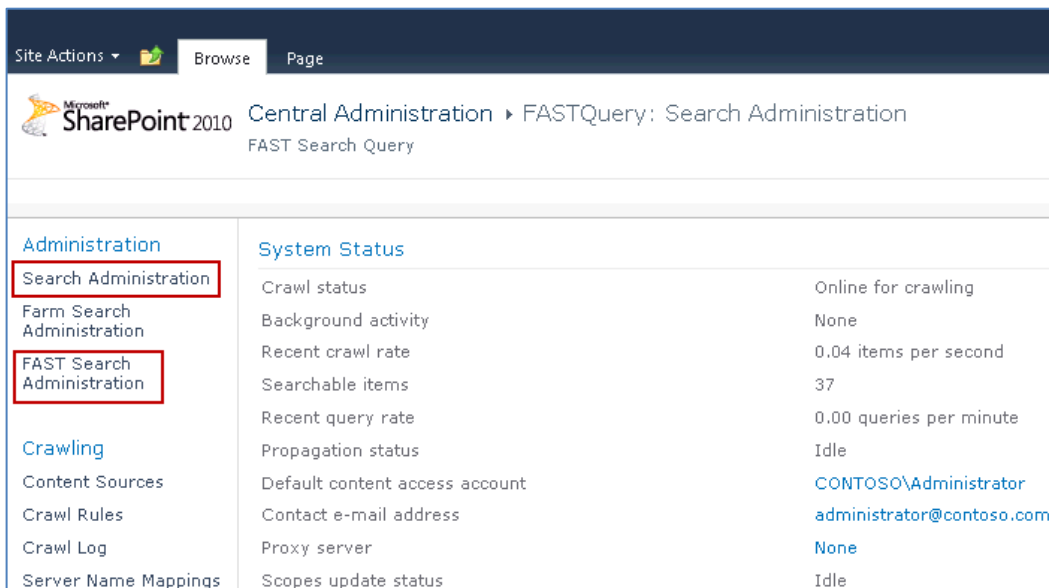 Site Actions
Browse
Page
Microsoft®
SharePoint 2010
Central Administration ▸ FASTQuery: Search Administration
FAST Search Query
Administration
Search Administration
Farm Search
Administration
FAST Search
Administration
Crawling
Content Sources
Crawl Rules
Crawl Log
Server Name Mappings
System Status
Crawl status Online for crawling
Background activity None
Recent crawl rate 0.04 items per second
Searchable items 37
Recent query rate 0.00 queries per minute
Propagation status Idle
Default content access account CONTOSO\Administrator
Contact e-mail address administrator@contoso.com
Proxy server None
Scopes update status Idle